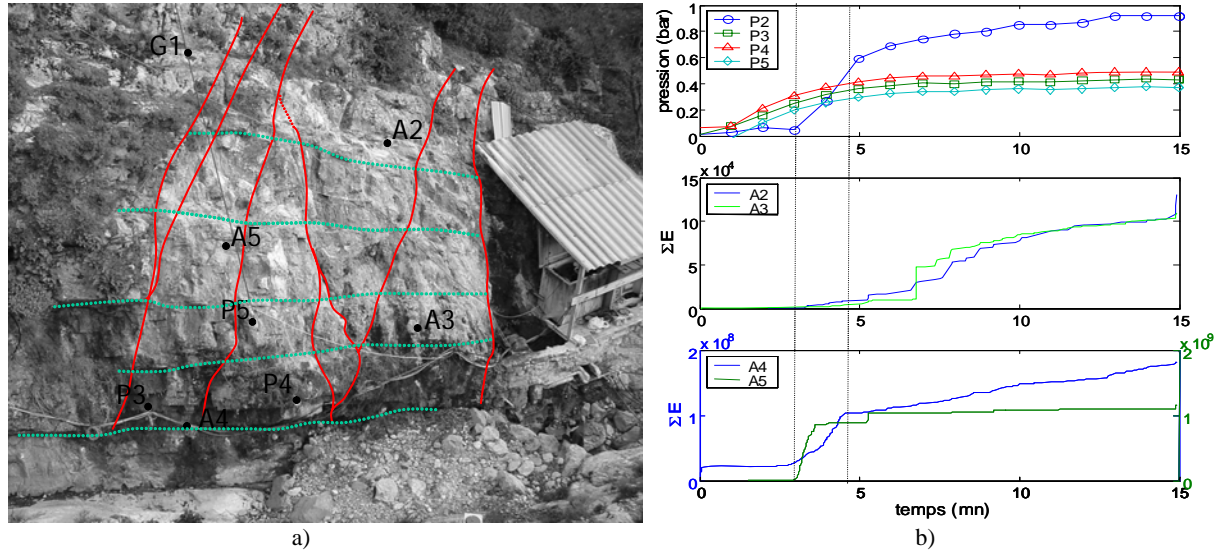 G1
A2
A5
P5
A3
P3
P4
A4
a)
pression (bar)
1
0.8
0.6
0.4
0.2
0
P2
P3
P4
P5
0 5 10 15
x 10^4
ΣE
15
10
5
0
A2
A3
0 5 10 15
x 10^8
x 10^9
ΣE
2
1
0
A4
A5
2
1
0
0 5 10 15
temps (mn)
b)